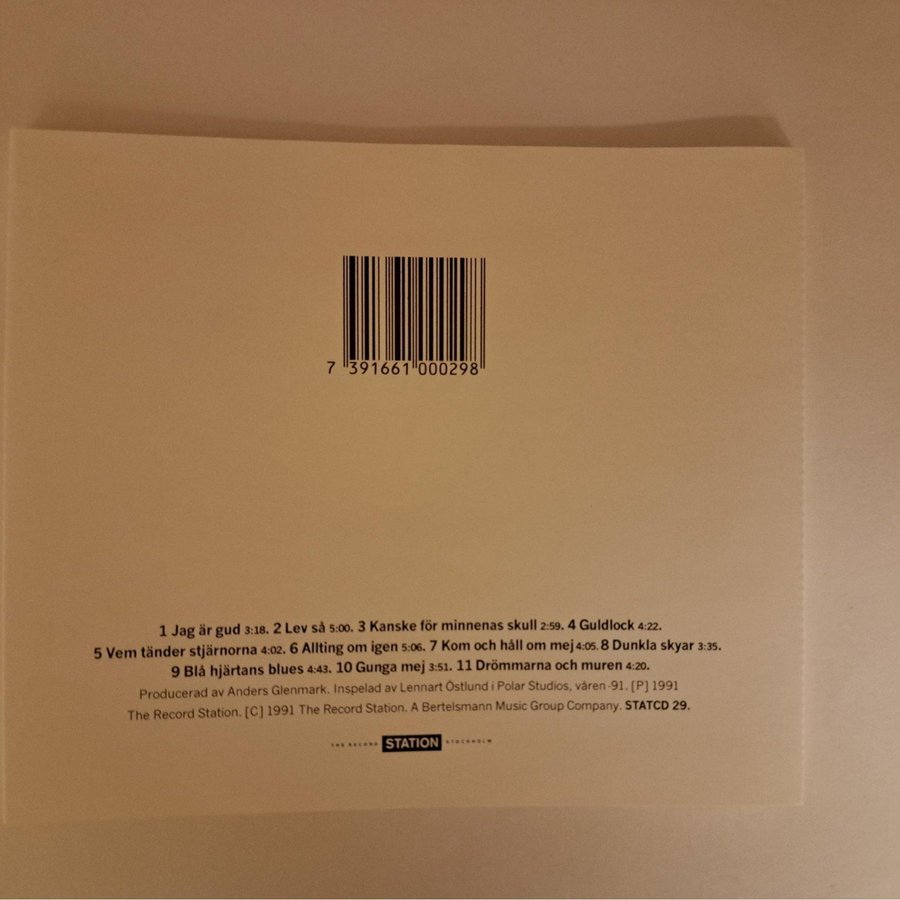 7 391661 000298
1 Jag är gud 3:18. 2 Lev så 5:00. 3 Kanske för minnenas skull 2:59. 4 Guldlock 4:22.
5 Vem tänder stjärnorna 4:02. 6 Allting om igen 5:06. 7 Kom och håll om mej 4:05. 8 Dunkla skyar 3:35.
9 Blå hjärtans blues 4:43. 10 Gunga mej 3:51. 11 Drömmarna och muren 4:20.
Producerad av Anders Glenmark. Inspelad av Lennart Östlund i Polar Studios, våren -91. [P] 1991
The Record Station. [C] 1991 The Record Station. A Bertelsmann Music Group Company. STATCD 29.
THE RECORD STATION STOCKHOLM